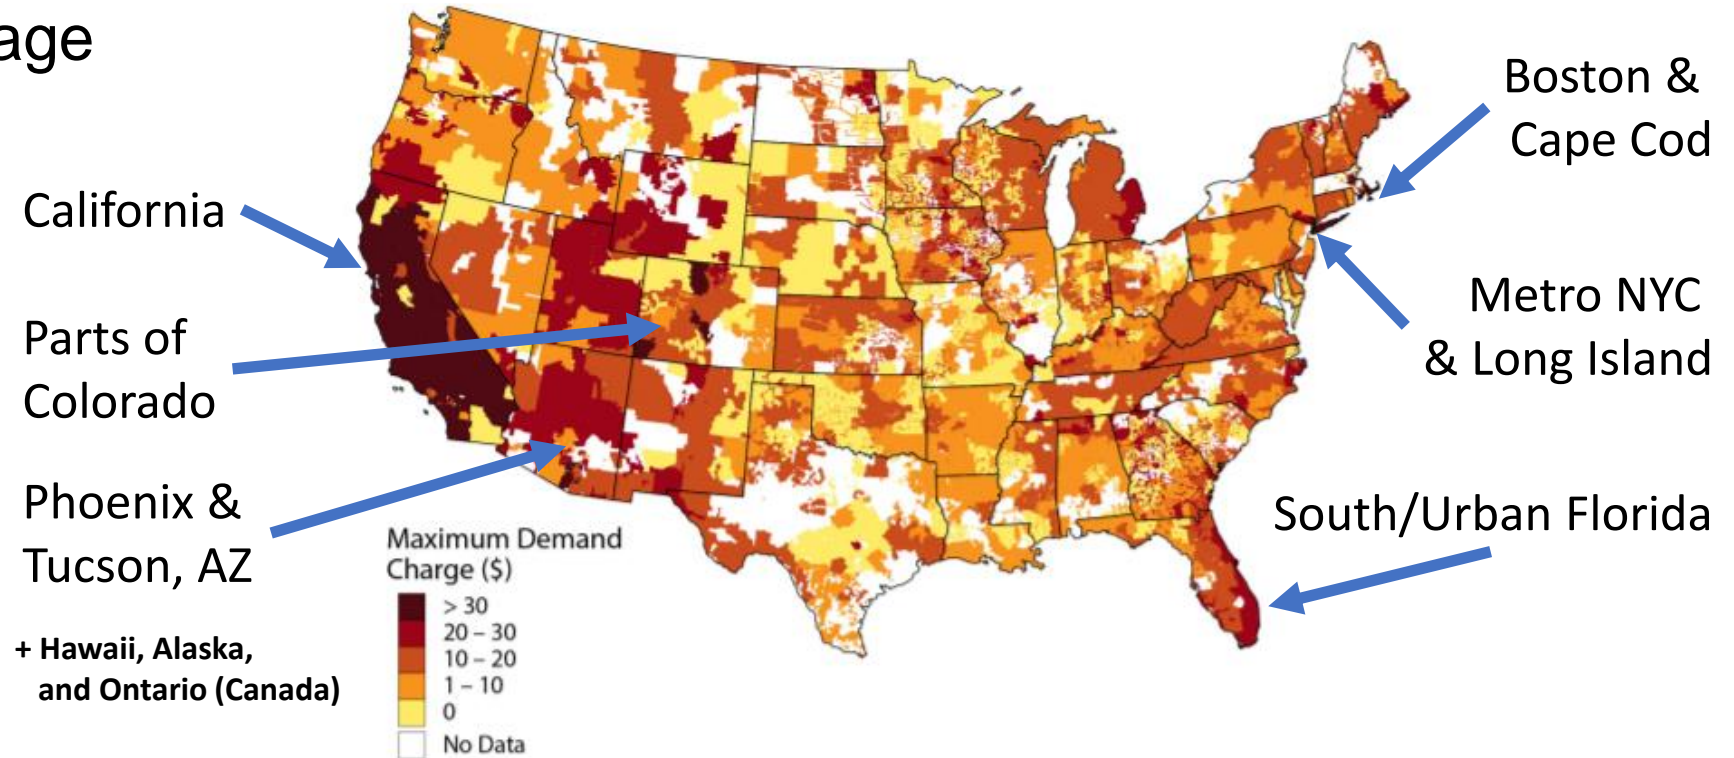 age
California
Parts of
Colorado
Phoenix &
Tucson, AZ
+ Hawaii, Alaska,
and Ontario (Canada)
Maximum Demand
Charge ($)
> 30
20 – 30
10 – 20
1 – 10
0
No Data
Boston &
Cape Cod
Metro NYC
& Long Island
South/Urban Florida